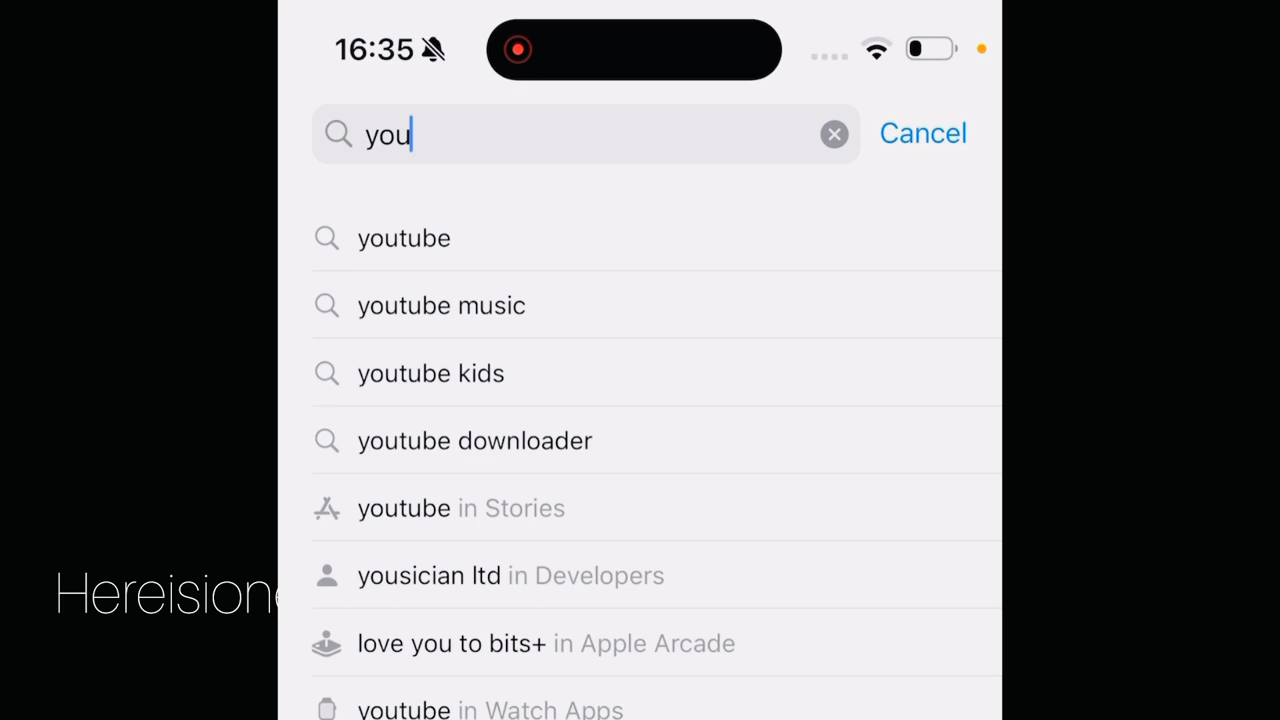 16:35
you
Cancel
youtube
youtube music
youtube kids
youtube downloader
youtube in Stories
yousician ltd in Developers
Hereision
love you to bits+ in Apple Arcade
youtube in Watch Apps